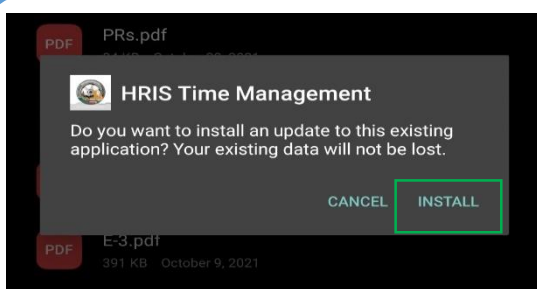 PDF
PRs.pdf
HRIS Time Management
Do you want to install an update to this existing
application? Your existing data will not be lost.
CANCEL INSTALL
PDF
E-3.pdf
391 KB October 9, 2021